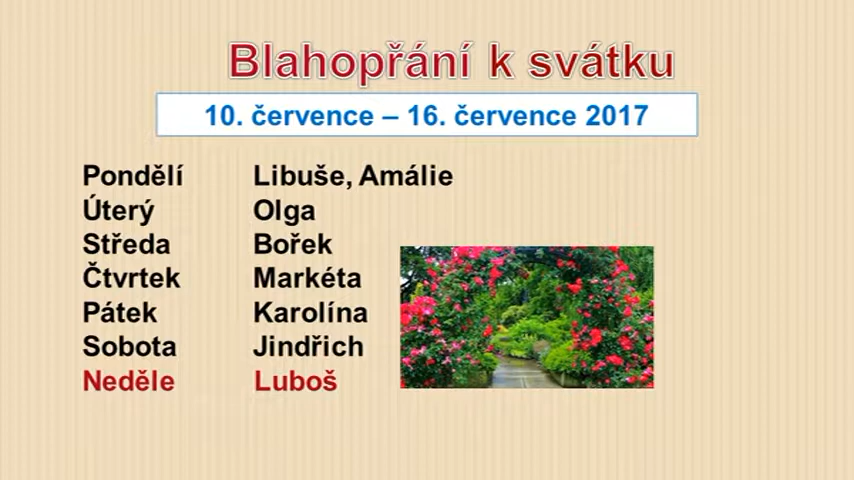 Blahopřání k svátku
10. července – 16. července 2017
Pondělí Libuše, Amálie
Úterý Olga
Středa Bořek
Čtvrtek Markéta
Pátek Karolína
Sobota Jindřich
Neděle Luboš